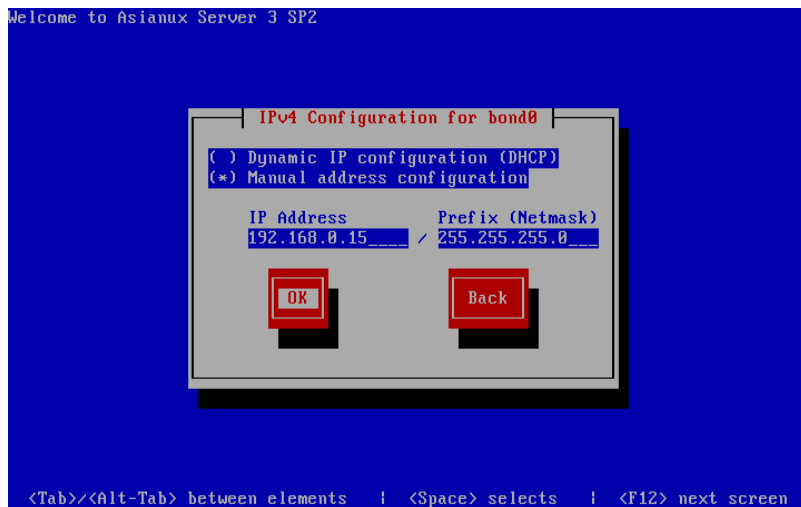 Welcome to Asianux Server 3 SP2
IPv4 Configuration for bond0
( ) Dynamic IP configuration (DHCP)
(*) Manual address configuration
IP Address Prefix (Netmask)
192.168.0.15____ / 255.255.255.0___
OK Back
<Tab>/<Alt-Tab> between elements | <Space> selects | <F12> next screen